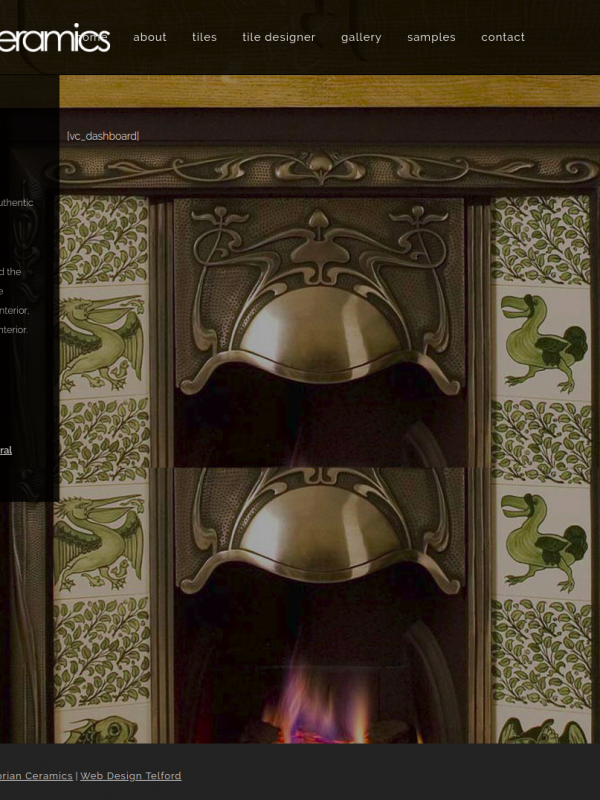 eramics
home about tiles tile designer gallery samples contact
[vc_dashboard]
uthentic
d the
e
nterior,
nterior.
ral
orian Ceramics | Web Design Telford